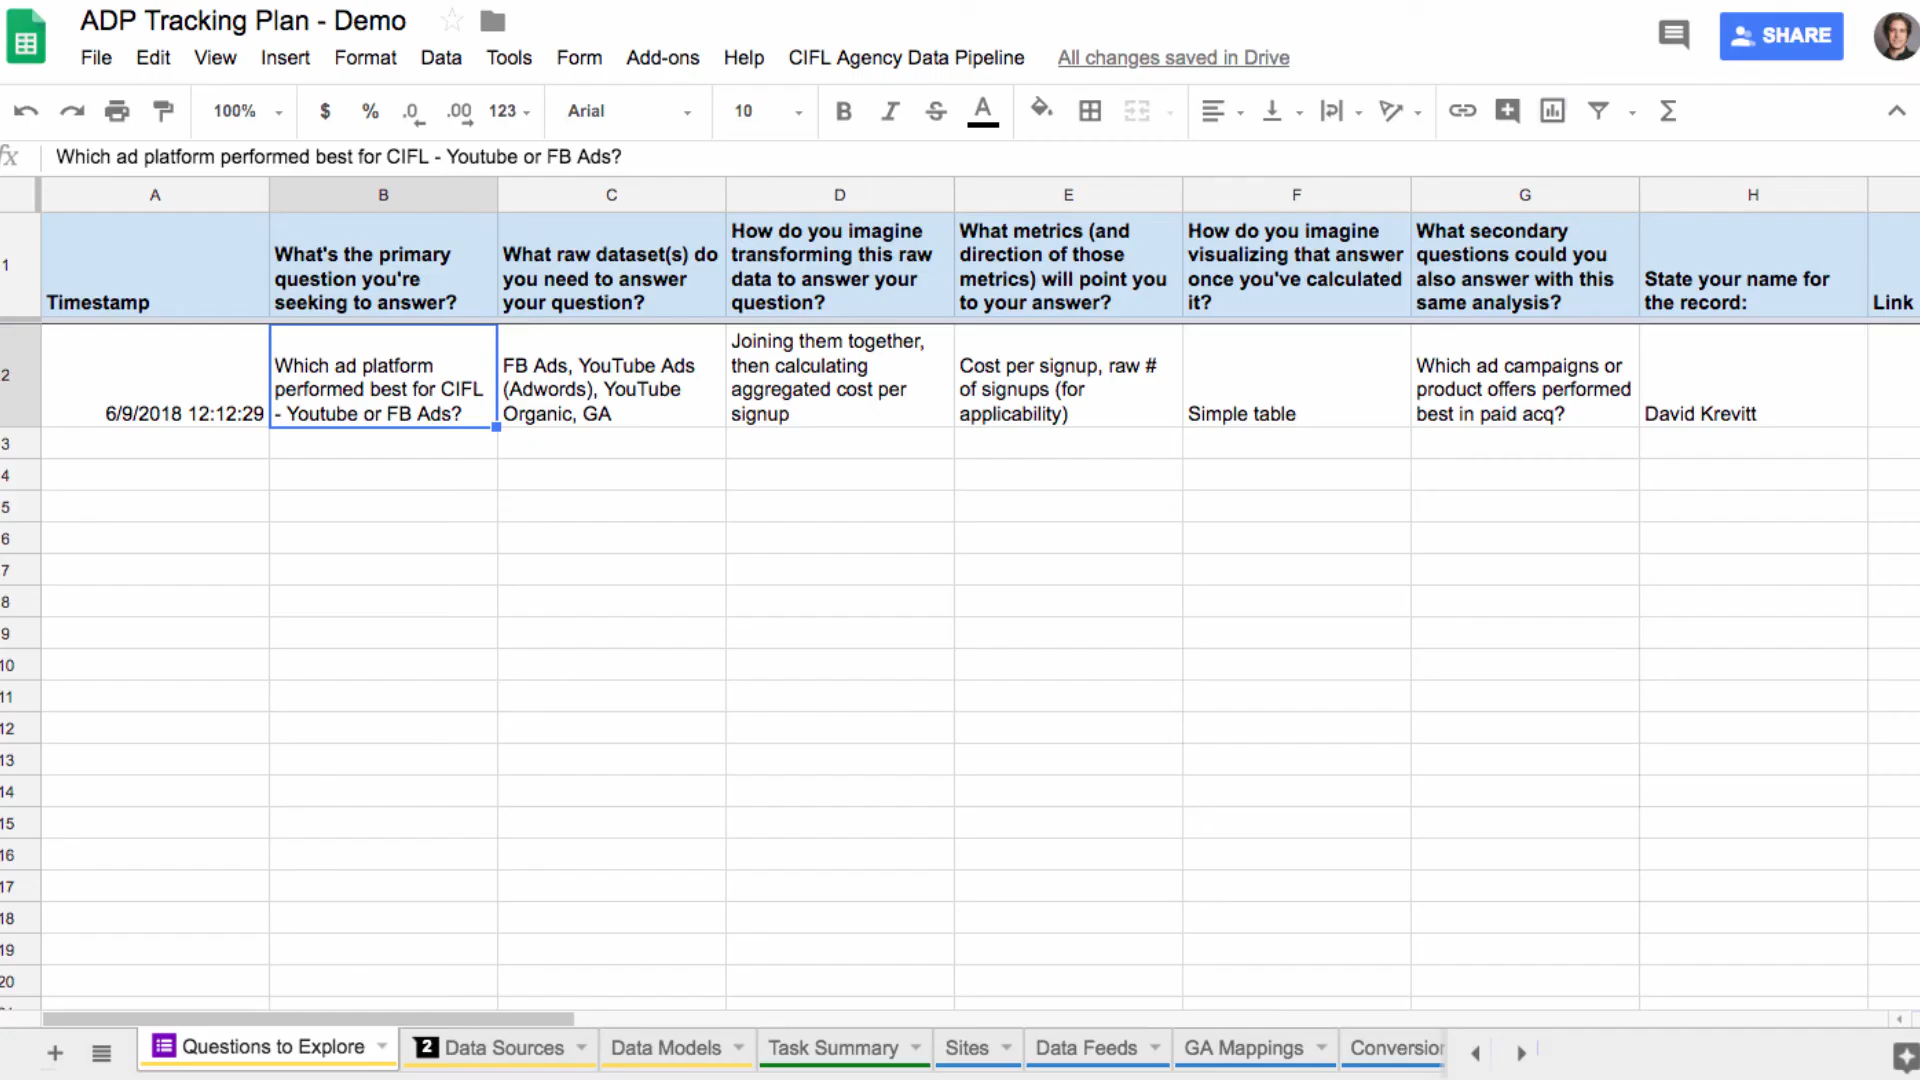 ADP Tracking Plan - Demo
SHARE
File Edit View Insert Format Data Tools Form Add-ons Help CIFL Agency Data Pipeline All changes saved in Drive
100% $ % .0 .00 123 Arial 10 B I S A Σ
fx Which ad platform performed best for CIFL - Youtube or FB Ads?
A B C D E F G H
1
Timestamp
What's the primary
question you're
seeking to answer?
What raw dataset(s) do
you need to answer
your question?
How do you imagine
transforming this raw
data to answer your
question?
What metrics (and
direction of those
metrics) will point you
to your answer?
How do you imagine
visualizing that answer
once you've calculated
it?
What secondary
questions could you
also answer with this
same analysis?
State your name for
the record:
Link
2
6/9/2018 12:12:29
Which ad platform
performed best for CIFL
- Youtube or FB Ads?
FB Ads, YouTube Ads
(Adwords), YouTube
Organic, GA
Joining them together,
then calculating
aggregated cost per
signup
Cost per signup, raw #
of signups (for
applicability)
Simple table
Which ad campaigns or
product offers performed
best in paid acq?
David Krevitt
3
4
5
6
7
8
9
10
11
12
13
14
15
16
17
18
19
20
Questions to Explore 2 Data Sources Data Models Task Summary Sites Data Feeds GA Mappings Conversion